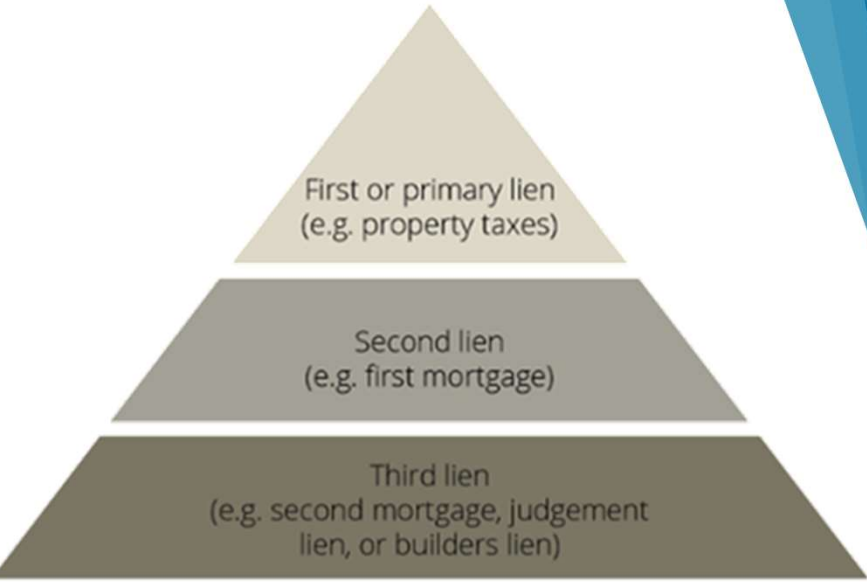 First or primary lien
(e.g. property taxes)
Second lien
(e.g. first mortgage)
Third lien
(e.g. second mortgage, judgement
lien, or builders lien)